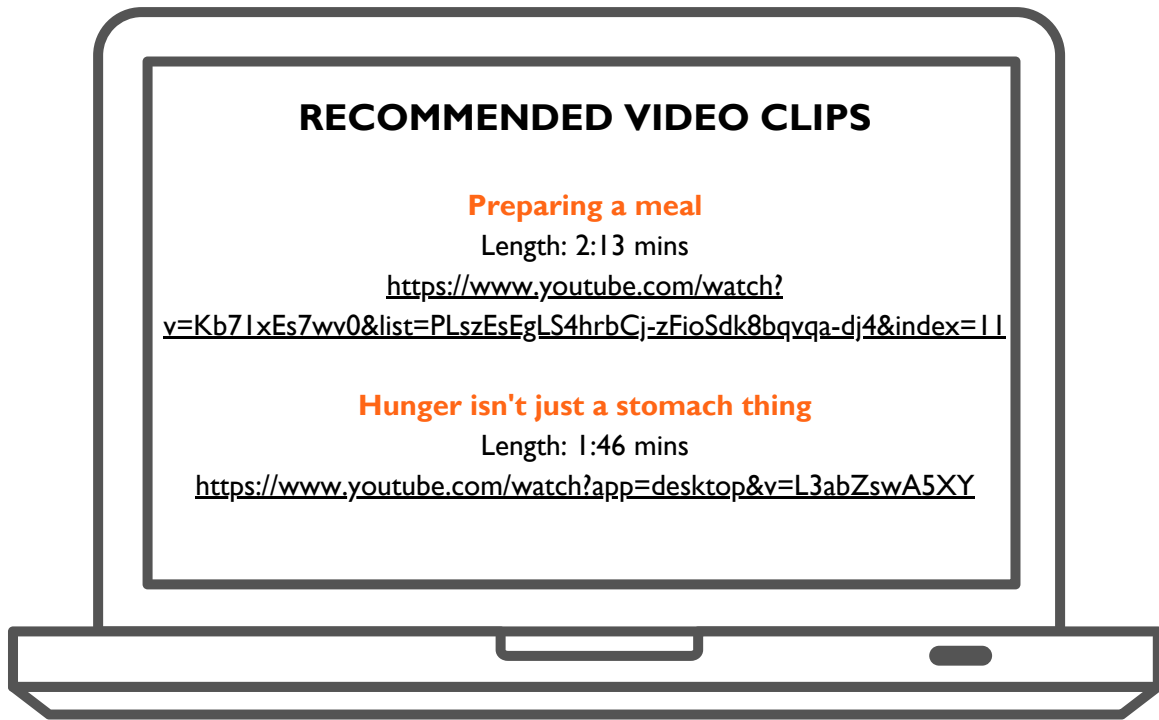 RECOMMENDED VIDEO CLIPS
Preparing a meal
Length: 2:13 mins
https://www.youtube.com/watch?
v=Kb71xEs7wv0&list=PLszEsEgLS4hrbCj-zFioSdk8bqvqa-dj4&index=11
Hunger isn't just a stomach thing
Length: 1:46 mins
https://www.youtube.com/watch?app=desktop&v=L3abZswA5XY